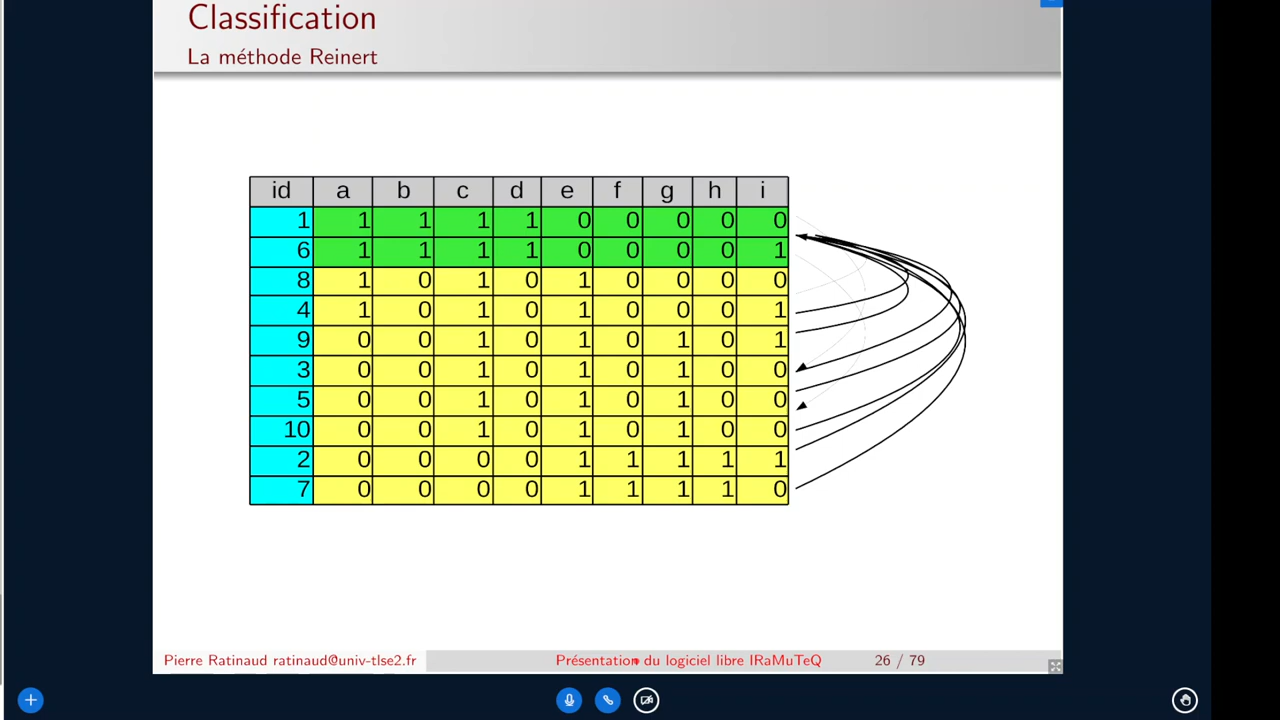 Classification
La méthode Reinert
id a b c d e f g h i
1 1 1 1 1 0 0 0 0 0
6 1 1 1 1 0 0 0 0 1
8 1 0 1 0 1 0 0 0 0
4 1 0 1 0 1 0 0 0 1
9 0 0 1 0 1 0 1 0 1
3 0 0 1 0 1 0 1 0 0
5 0 0 1 0 1 0 1 0 0
10 0 0 1 0 1 0 1 0 0
2 0 0 0 0 1 1 1 1 1
7 0 0 0 0 1 1 1 1 0
Pierre Ratinaud ratinaud@univ-tlse2.fr Présentation du logiciel libre IRaMuTeQ 26 / 79